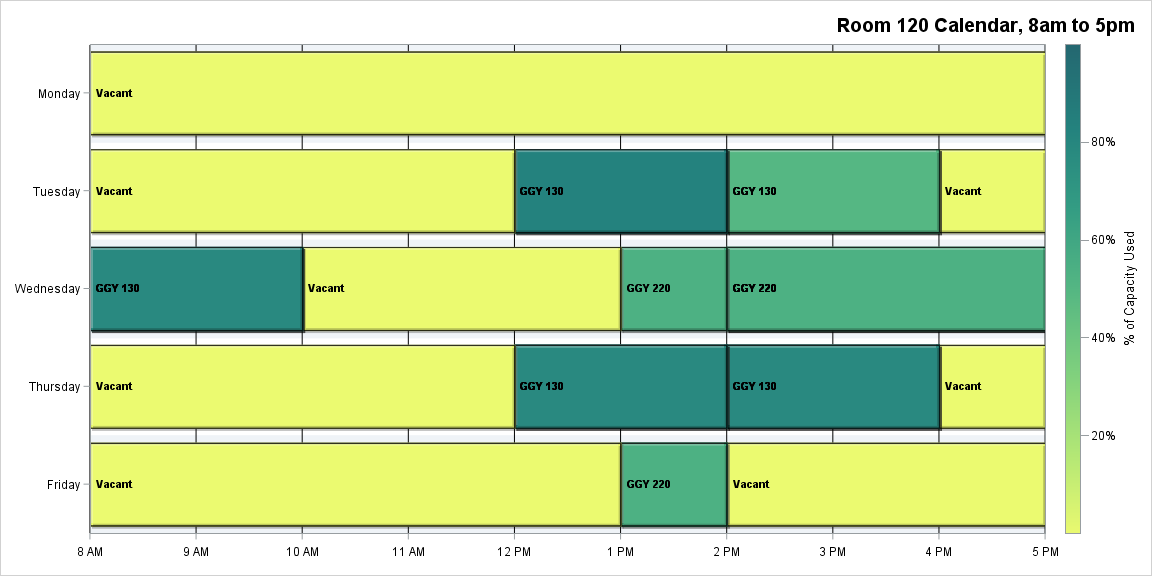 Room 120 Calendar, 8am to 5pm
Monday
Vacant
Tuesday
Vacant
GGY 130
GGY 130
Vacant
Wednesday
GGY 130
Vacant
GGY 220
GGY 220
Thursday
Vacant
GGY 130
GGY 130
Vacant
Friday
Vacant
GGY 220
Vacant
8 AM
9 AM
10 AM
11 AM
12 PM
1 PM
2 PM
3 PM
4 PM
5 PM
80%
60%
40%
20%
% of Capacity Used